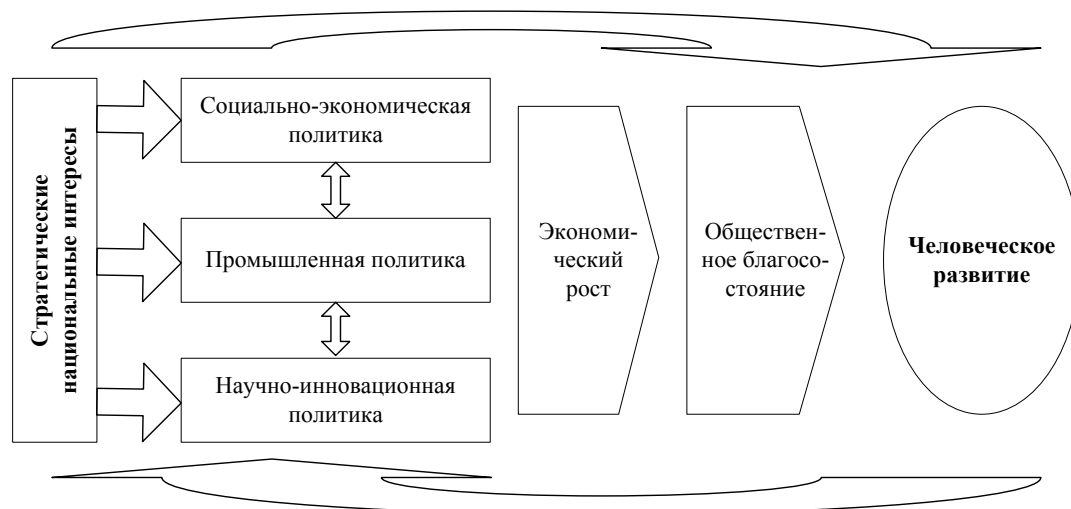 Стратегические
национальные интересы
Социально-экономическая
политика
Промышленная политика
Научно-инновационная
политика
Экономи-
ческий
рост
Обществен-
ное благосо-
стояние
Человеческое
развитие